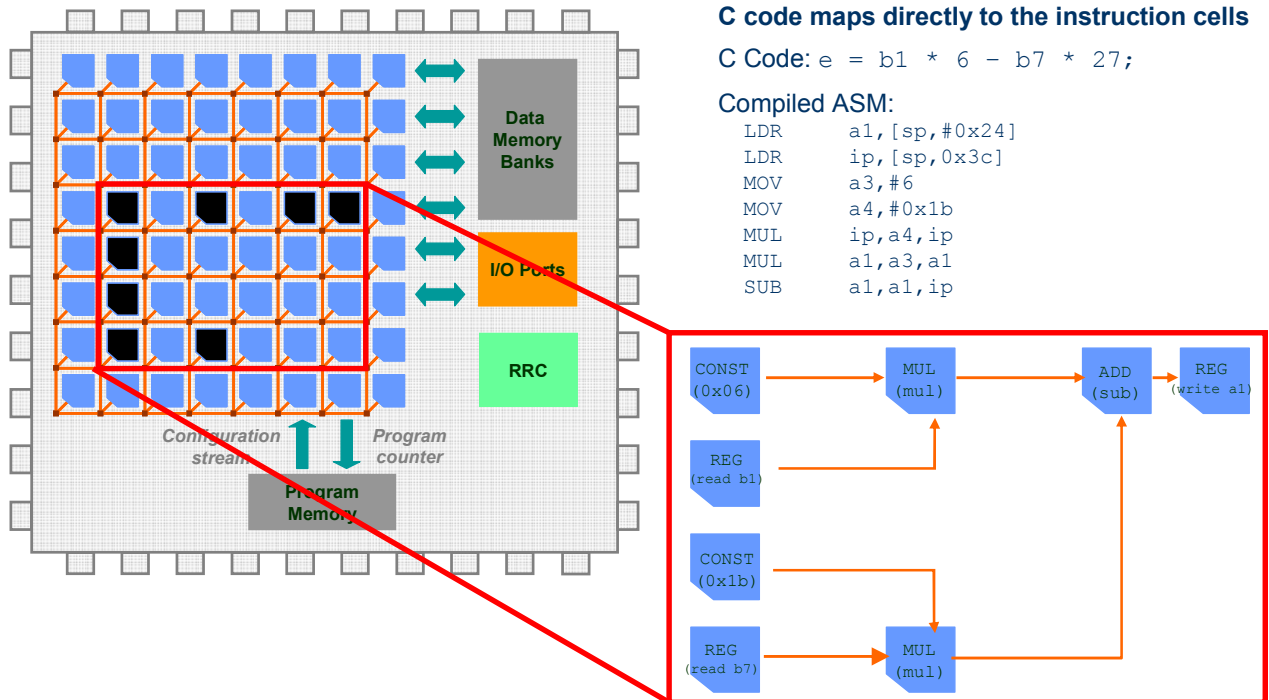 C code maps directly to the instruction cells
C Code: e = b1 * 6 – b7 * 27;
Compiled ASM:
LDR a1,[sp,#0x24]
LDR ip,[sp,0x3c]
MOV a3,#6
MOV a4,#0x1b
MUL ip,a4,ip
MUL a1,a3,a1
SUB a1,a1,ip
Data
Memory
Banks
I/O Ports
RRC
Configuration
stream
Program
counter
Program
Memory
CONST
(0x06)
MUL
(mul)
ADD
(sub)
REG
(write a1)
REG
(read b1)
CONST
(0x1b)
REG
(read b7)
MUL
(mul)